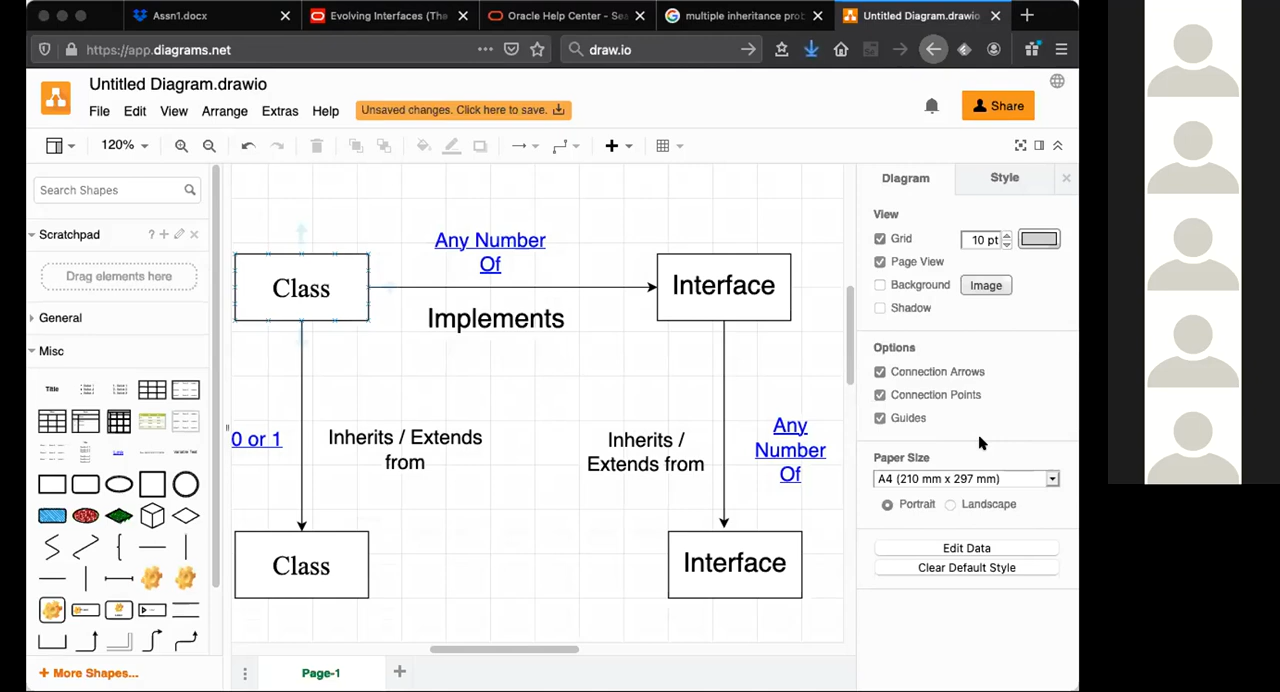 Assn1.docx
Evolving Interfaces (The
Oracle Help Center - Sea
multiple inheritance prob
Untitled Diagram.drawio
https://app.diagrams.net
draw.io
Untitled Diagram.drawio
File Edit View Arrange Extras Help
Unsaved changes. Click here to save.
Share
120%
Search Shapes
Scratchpad
Drag elements here
General
Misc
Title
Any Number
Of
Class
Implements
Interface
0 or 1
Inherits / Extends
from
Inherits /
Extends from
Any
Number
Of
Class
Interface
Diagram
Style
View
Grid
10 pt
Page View
Background
Image
Shadow
Options
Connection Arrows
Connection Points
Guides
Paper Size
A4 (210 mm x 297 mm)
Portrait
Landscape
Edit Data
Clear Default Style
+ More Shapes...
Page-1